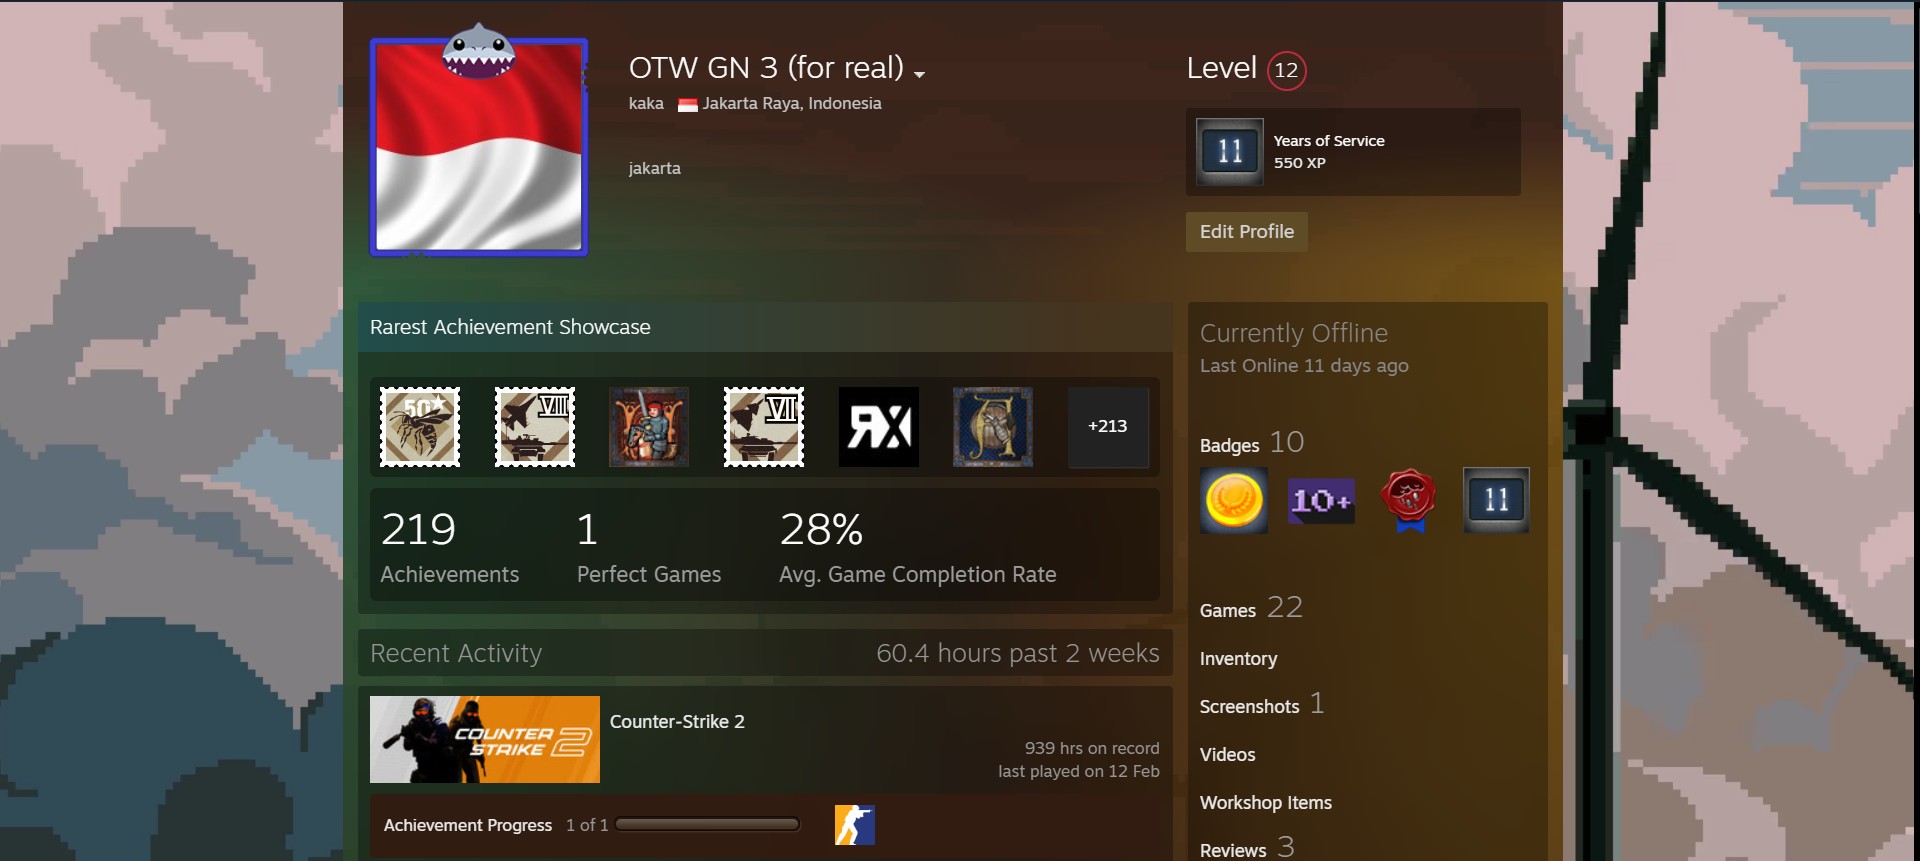 OTW GN 3 (for real)
kaka Jakarta Raya, Indonesia
jakarta
Level 12
11
Years of Service
550 XP
Edit Profile
Rarest Achievement Showcase
50
VIII
VII
ЯX
A
+213
219
Achievements
1
Perfect Games
28%
Avg. Game Completion Rate
Recent Activity
60.4 hours past 2 weeks
COUNTER
STRIKE 2
Counter-Strike 2
939 hrs on record
last played on 12 Feb
Achievement Progress 1 of 1
Currently Offline
Last Online 11 days ago
Badges 10
10+
11
Games 22
Inventory
Screenshots 1
Videos
Workshop Items
Reviews 3